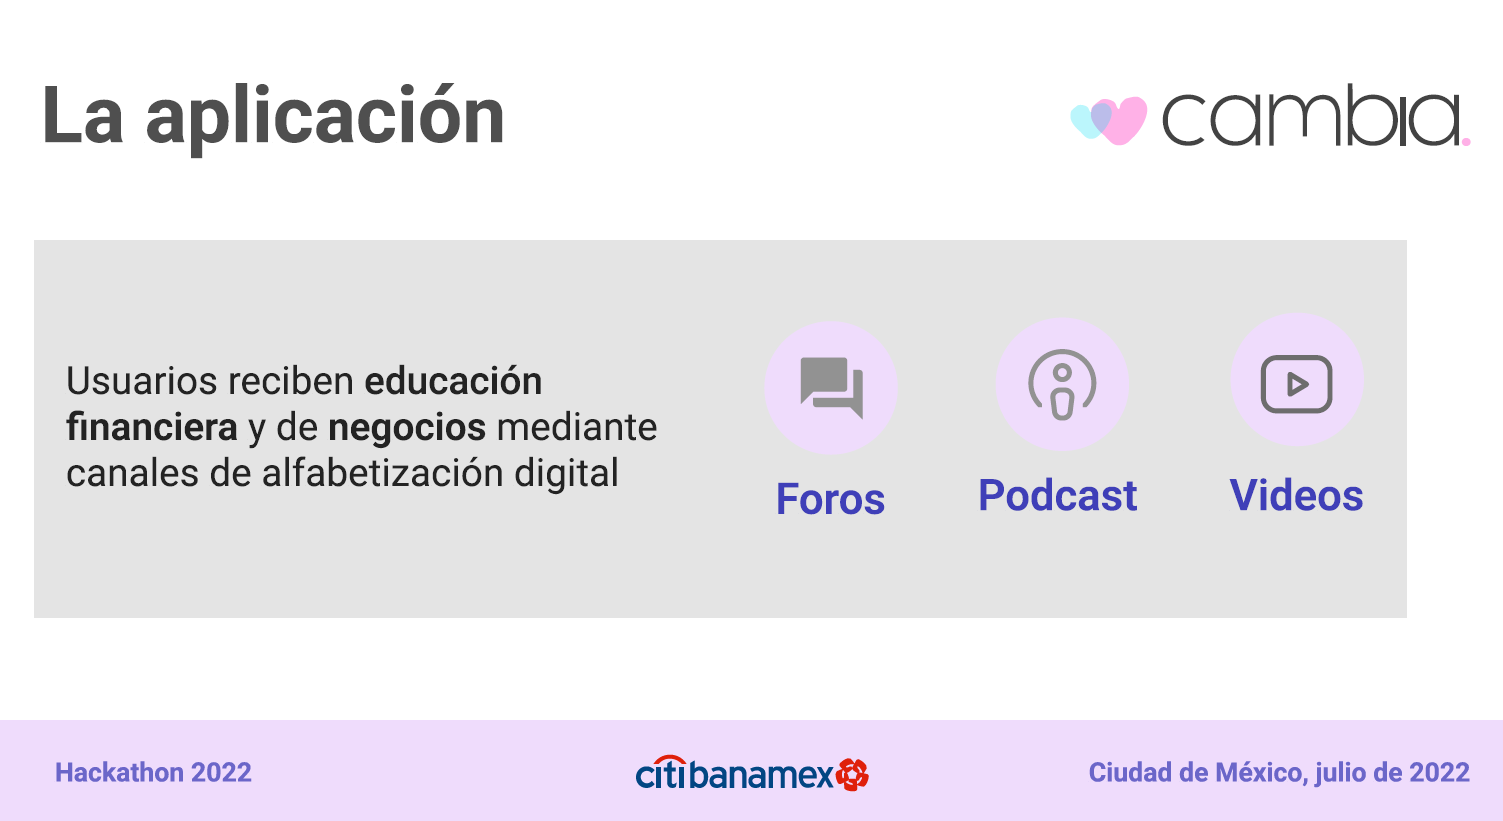 La aplicación
cambia.
Usuarios reciben educación
financiera y de negocios mediante
canales de alfabetización digital
Foros
Podcast
Videos
Hackathon 2022
citibanamex
Ciudad de México, julio de 2022